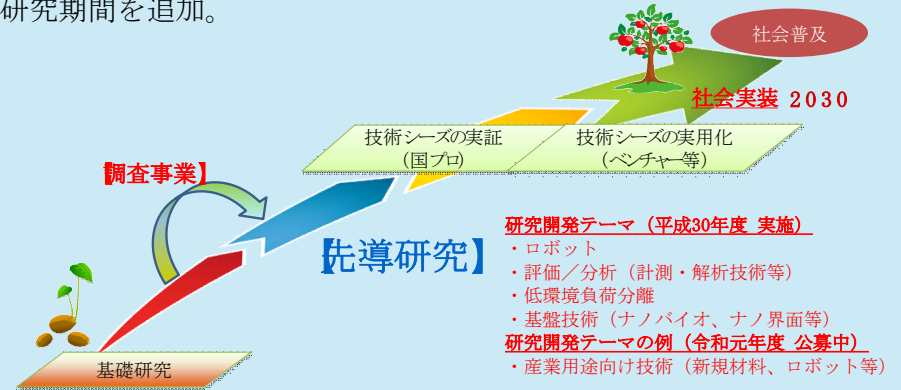 研究期間を追加。
社会普及
社会実装 2030
技術シーズの実証
（国プロ）
技術シーズの実用化
（ベンチャー等）
【調査事業】
【先導研究】
研究開発テーマ（平成30年度 実施）
・ロボット
・評価／分析（計測・解析技術等）
・低環境負荷分離
・基盤技術（ナノバイオ、ナノ界面等）
研究開発テーマの例（令和元年度 公募中）
・産業用途向け技術（新規材料、ロボット等）
基礎研究